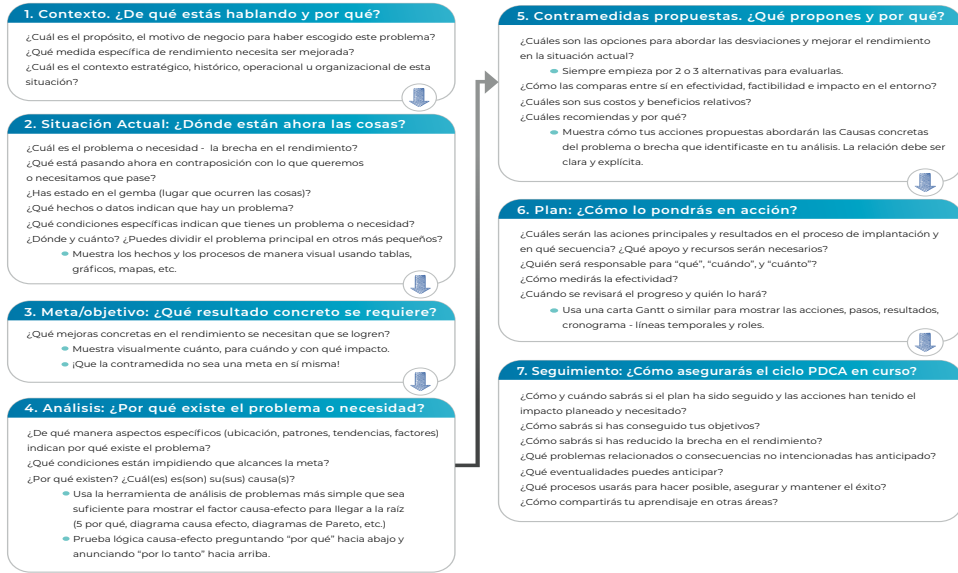 1. Contexto. ¿De qué estás hablando y por qué?
¿Cuál es el propósito, el motivo de negocio para haber escogido este problema?
¿Qué medida específica de rendimiento necesita ser mejorada?
¿Cuál es el contexto estratégico, histórico, operacional u organizacional de esta
situación?
2. Situación Actual: ¿Dónde están ahora las cosas?
¿Cuál es el problema o necesidad - la brecha en el rendimiento?
¿Qué está pasando ahora en contraposición con lo que queremos
o necesitamos que pase?
¿Has estado en el gemba (lugar que ocurren las cosas)?
¿Qué hechos o datos indican que hay un problema?
¿Qué condiciones específicas indican que tienes un problema o necesidad?
¿Dónde y cuánto? ¿Puedes dividir el problema principal en otros más pequeños?
Muestra los hechos y los procesos de manera visual usando tablas,
gráficos, mapas, etc.
3. Meta/objetivo: ¿Qué resultado concreto se requiere?
¿Qué mejoras concretas en el rendimiento se necesitan que se logren?
Muestra visualmente cuánto, para cuándo y con qué impacto.
¡Que la contramedida no sea una meta en sí misma!
4. Análisis: ¿Por qué existe el problema o necesidad?
¿De qué manera aspectos específicos (ubicación, patrones, tendencias, factores)
indican por qué existe el problema?
¿Qué condiciones están impidiendo que alcances la meta?
¿Por qué existen? ¿Cuál(es) es(son) su(sus) causa(s)?
Usa la herramienta de análisis de problemas más simple que sea
suficiente para mostrar el factor causa-efecto para llegar a la raíz
(5 por qué, diagrama causa efecto, diagramas de Pareto, etc.)
Prueba lógica causa-efecto preguntando "por qué" hacia abajo y
anunciando "por lo tanto" hacia arriba.
5. Contramedidas propuestas. ¿Qué propones y por qué?
¿Cuáles son las opciones para abordar las desviaciones y mejorar el rendimiento
en la situación actual?
Siempre empieza por 2 o 3 alternativas para evaluarlas.
¿Cómo las comparas entre sí en efectividad, factibilidad e impacto en el entorno?
¿Cuáles son sus costos y beneficios relativos?
¿Cuáles recomiendas y por qué?
Muestra cómo tus acciones propuestas abordarán las Causas concretas
del problema o brecha que identificaste en tu análisis. La relación debe ser
clara y explícita.
6. Plan: ¿Cómo lo pondrás en acción?
¿Cuáles serán las aciones principales y resultados en el proceso de implantación y
en qué secuencia? ¿Qué apoyo y recursos serán necesarios?
¿Quién será responsable para "qué", "cuándo", y "cuánto"?
¿Cómo medirás la efectividad?
¿Cuándo se revisará el progreso y quién lo hará?
Usa una carta Gantt o similar para mostrar las acciones, pasos, resultados,
cronograma - líneas temporales y roles.
7. Seguimiento: ¿Cómo asegurarás el ciclo PDCA en curso?
¿Cómo y cuándo sabrás si el plan ha sido seguido y las acciones han tenido el
impacto planeado y necesitado?
¿Cómo sabrás si has conseguido tus objetivos?
¿Cómo sabrás si has reducido la brecha en el rendimiento?
¿Qué problemas relacionados o consecuencias no intencionadas has anticipado?
¿Qué eventualidades puedes anticipar?
¿Qué procesos usarás para hacer posible, asegurar y mantener el éxito?
¿Cómo compartirás tu aprendisaje en otras áreas?